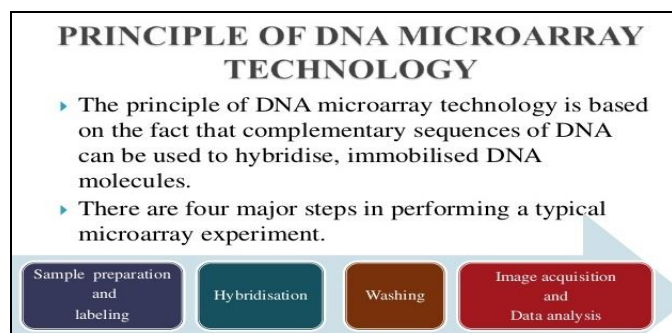 PRINCIPLE OF DNA MICROARRAY
TECHNOLOGY
The principle of DNA microarray technology is based
on the fact that complementary sequences of DNA
can be used to hybridise, immobilised DNA
molecules.
There are four major steps in performing a typical
microarray experiment.
Sample preparation
and
labeling
Hybridisation
Washing
Image acquisition
and
Data analysis